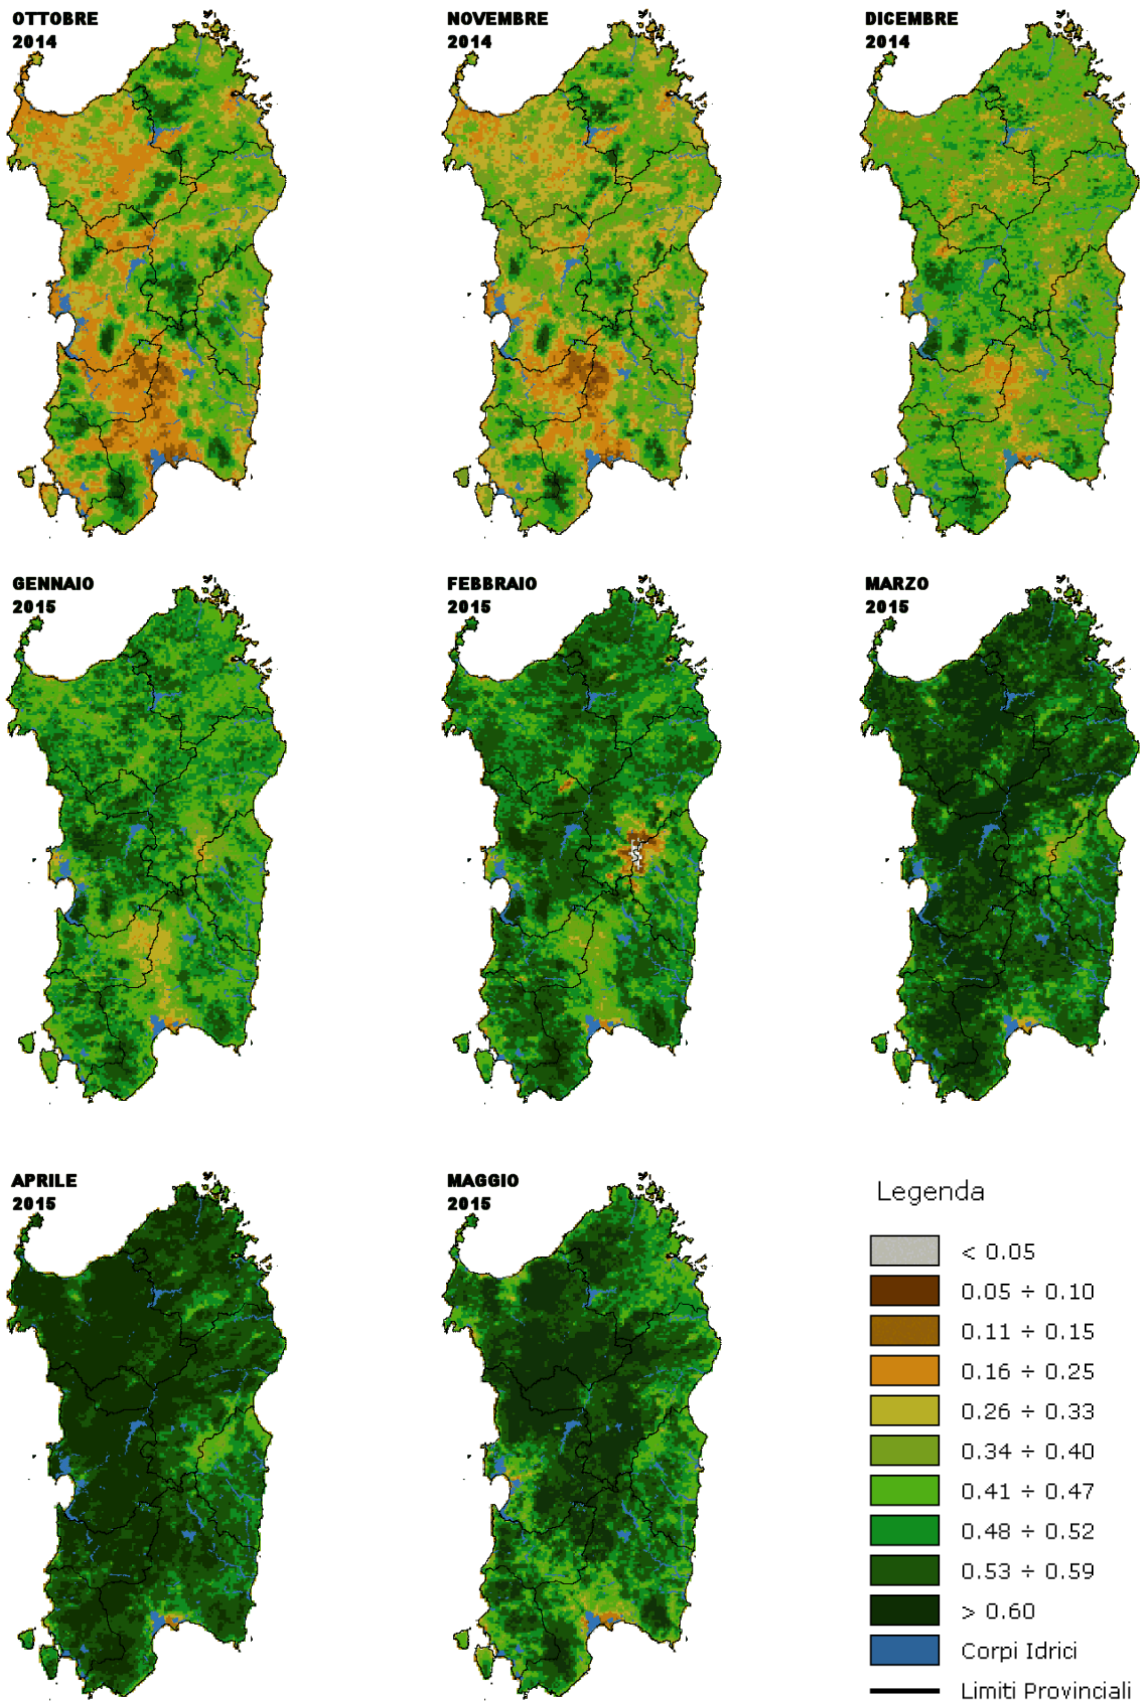 OTTOBRE
2014
NOVEMBRE
2014
DICEMBRE
2014
GENNAIO
2015
FEBBRAIO
2015
MARZO
2015
APRILE
2015
MAGGIO
2015
Legenda
< 0.05
0.05 ÷ 0.10
0.11 ÷ 0.15
0.16 ÷ 0.25
0.26 ÷ 0.33
0.34 ÷ 0.40
0.41 ÷ 0.47
0.48 ÷ 0.52
0.53 ÷ 0.59
> 0.60
Corpi Idrici
Limiti Provinciali